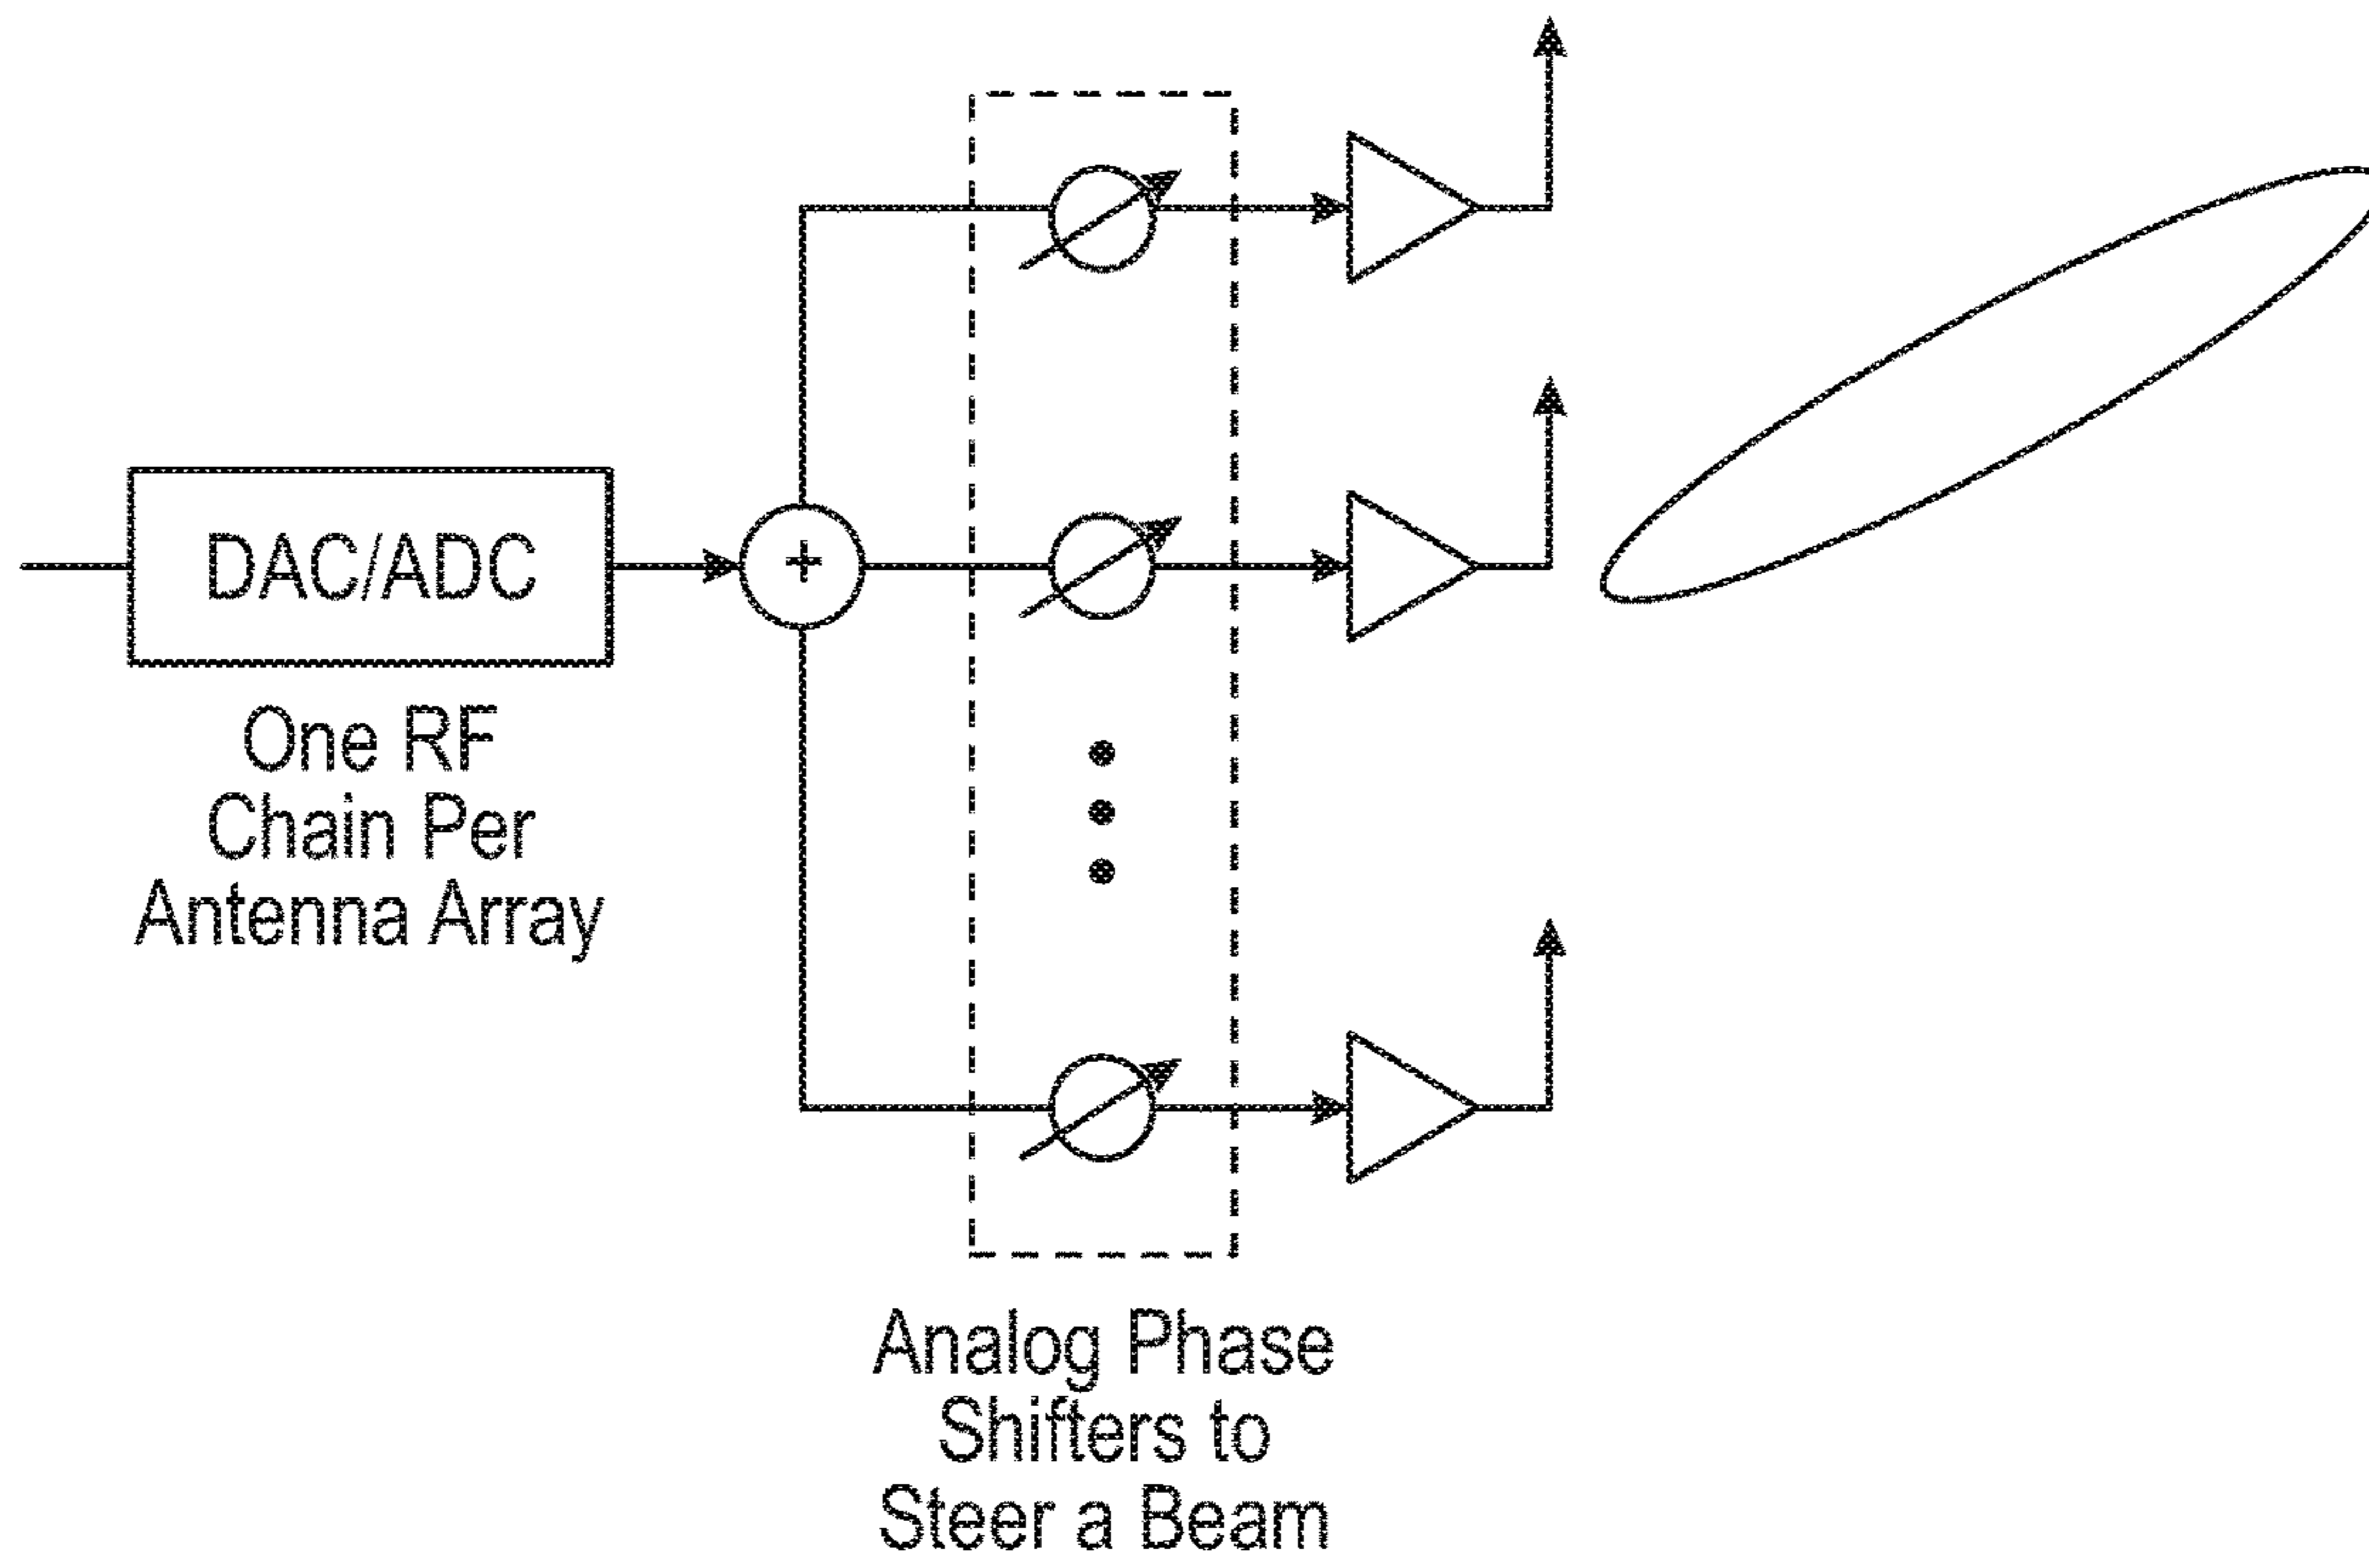 DAC/ADC
+
One RF
Chain Per
Antenna Array
Analog Phase
Shifters to
Steer a Beam